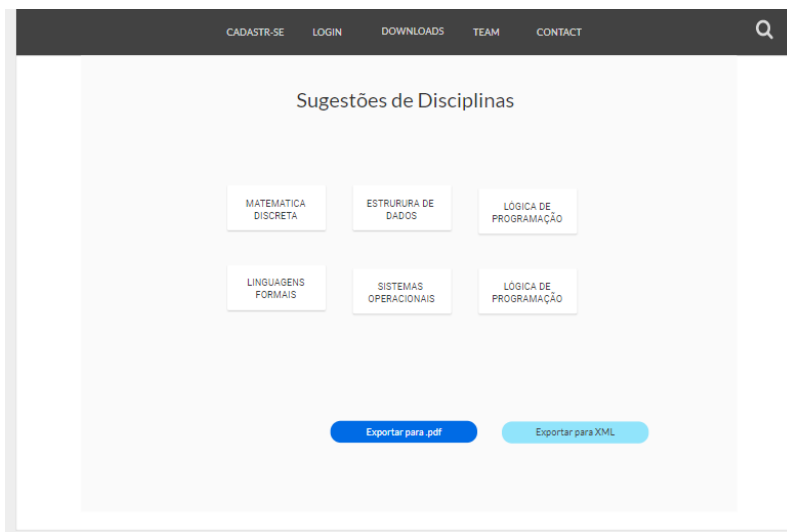 CADASTR-SE LOGIN DOWNLOADS TEAM CONTACT
Sugestões de Disciplinas
MATEMATICA
DISCRETA
ESTRURURA DE
DADOS
LÓGICA DE
PROGRAMAÇÃO
LINGUAGENS
FORMAIS
SISTEMAS
OPERACIONAIS
LÓGICA DE
PROGRAMAÇÃO
Exportar para .pdf
Exportar para XML